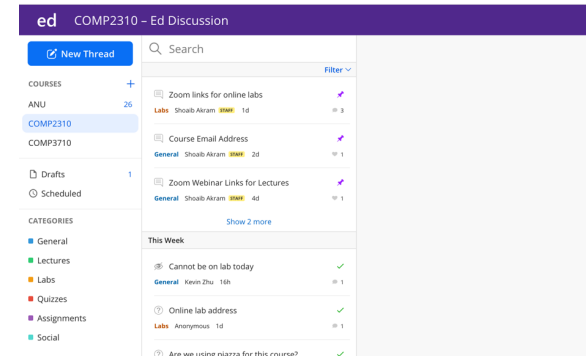 ed COMP2310 – Ed Discussion
New Thread
COURSES
ANU 26
COMP2310
COMP3710
Drafts 1
Scheduled
CATEGORIES
General
Lectures
Labs
Quizzes
Assignments
Social
Search
Filter
Zoom links for online labs
Labs Shoaib Akram STAFF 1d 3
Course Email Address
General Shoaib Akram STAFF 2d 1
Zoom Webinar Links for Lectures
General Shoaib Akram STAFF 4d 1
Show 2 more
This Week
Cannot be on lab today
General Kevin Zhu 16h 1
Online lab address
Labs Anonymous 1d 1
Are we using piazza for this course?